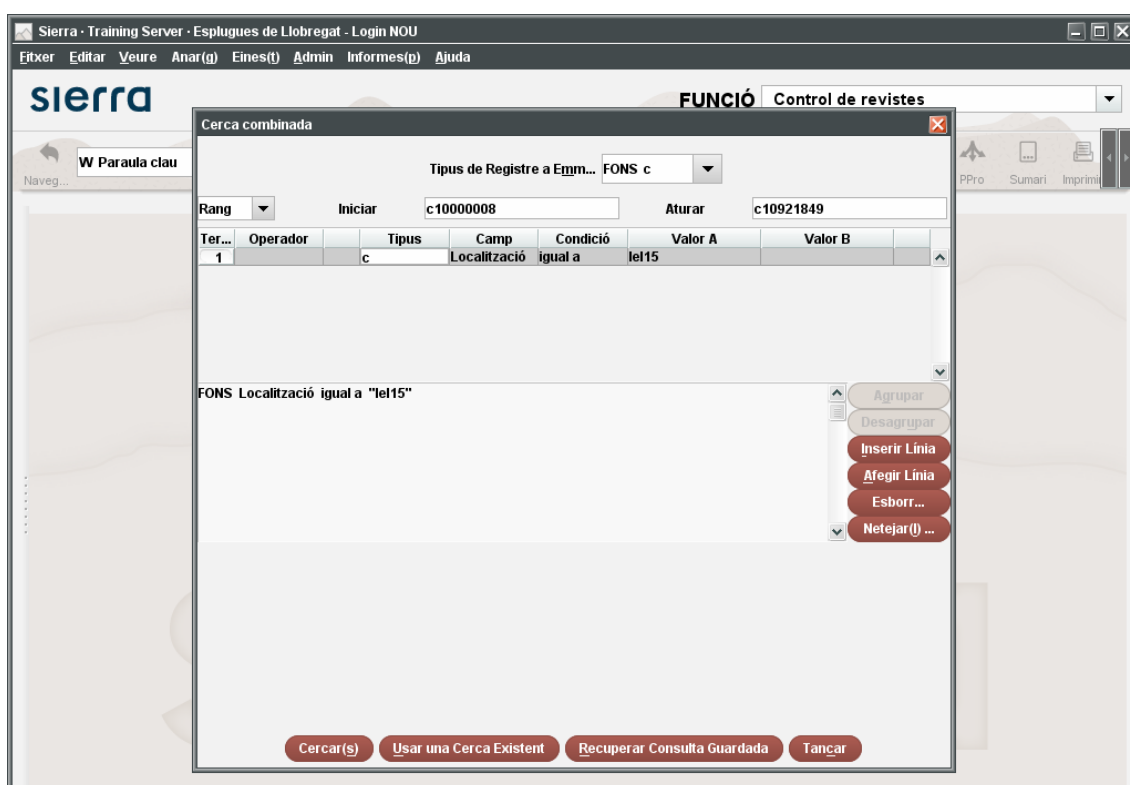 Sierra · Training Server · Esplugues de Llobregat - Login NOU
Fitxer Editar Veure Anar(g) Eines(t) Admin Informes(p) Ajuda
sierra
FUNCIÓ Control de revistes
Cerca combinada
W Paraula clau
Naveg...
Tipus de Registre a Emm... FONS c
PPro Sumari
Rang Iniciar c10000008 Aturar c10921849
Ter... Operador Tipus Camp Condició Valor A Valor B
1 c Localització igual a lel15
FONS Localització igual a "lel15"
Agrupar
Desagrupar
Inserir Línia
Afegir Línia
Esborr...
Netejar(l) ...
Cercar(s) Usar una Cerca Existent Recuperar Consulta Guardada Tancar